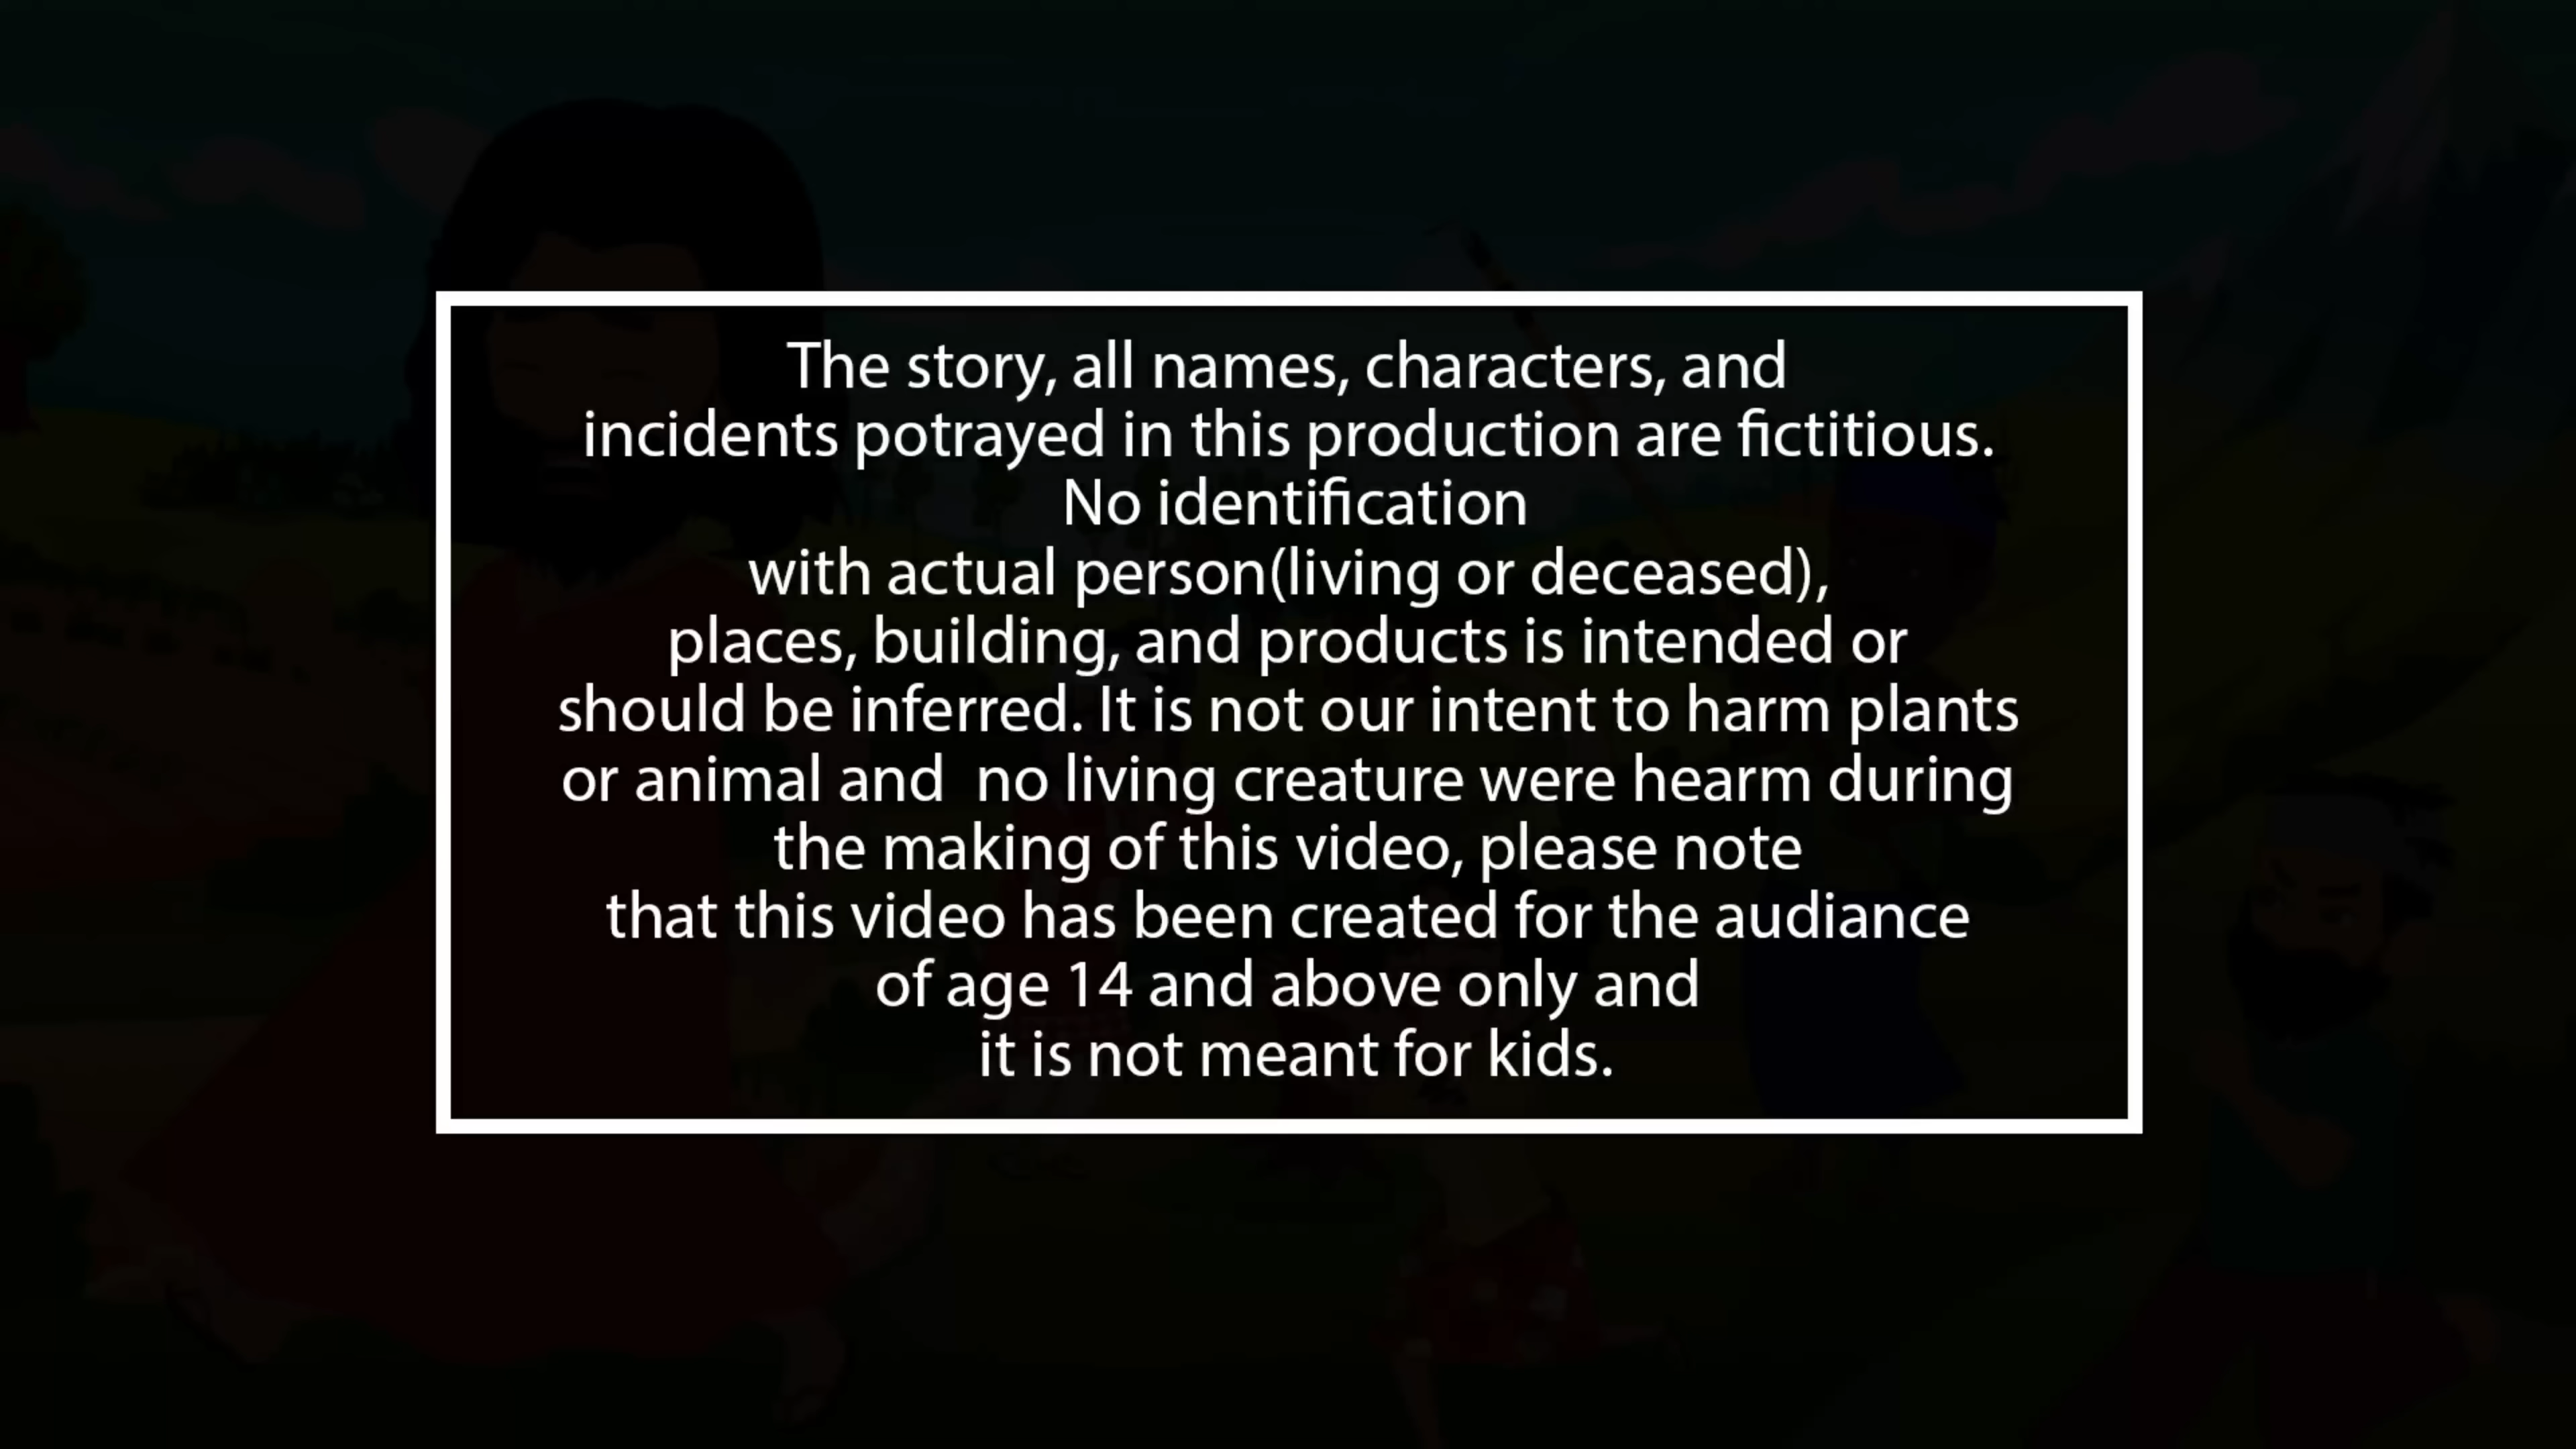 The story, all names, characters, and
incidents potrayed in this production are fictitious.
No identification
with actual person(living or deceased),
places, building, and products is intended or
should be inferred. It is not our intent to harm plants
or animal and  no living creature were hearm during
the making of this video, please note
that this video has been created for the audiance
of age 14 and above only and
it is not meant for kids.